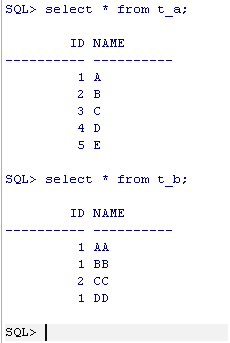 SQL> select * from t_a;
ID NAME
---------- ----------
1 A
2 B
3 C
4 D
5 E
SQL> select * from t_b;
ID NAME
---------- ----------
1 AA
1 BB
2 CC
1 DD
SQL>